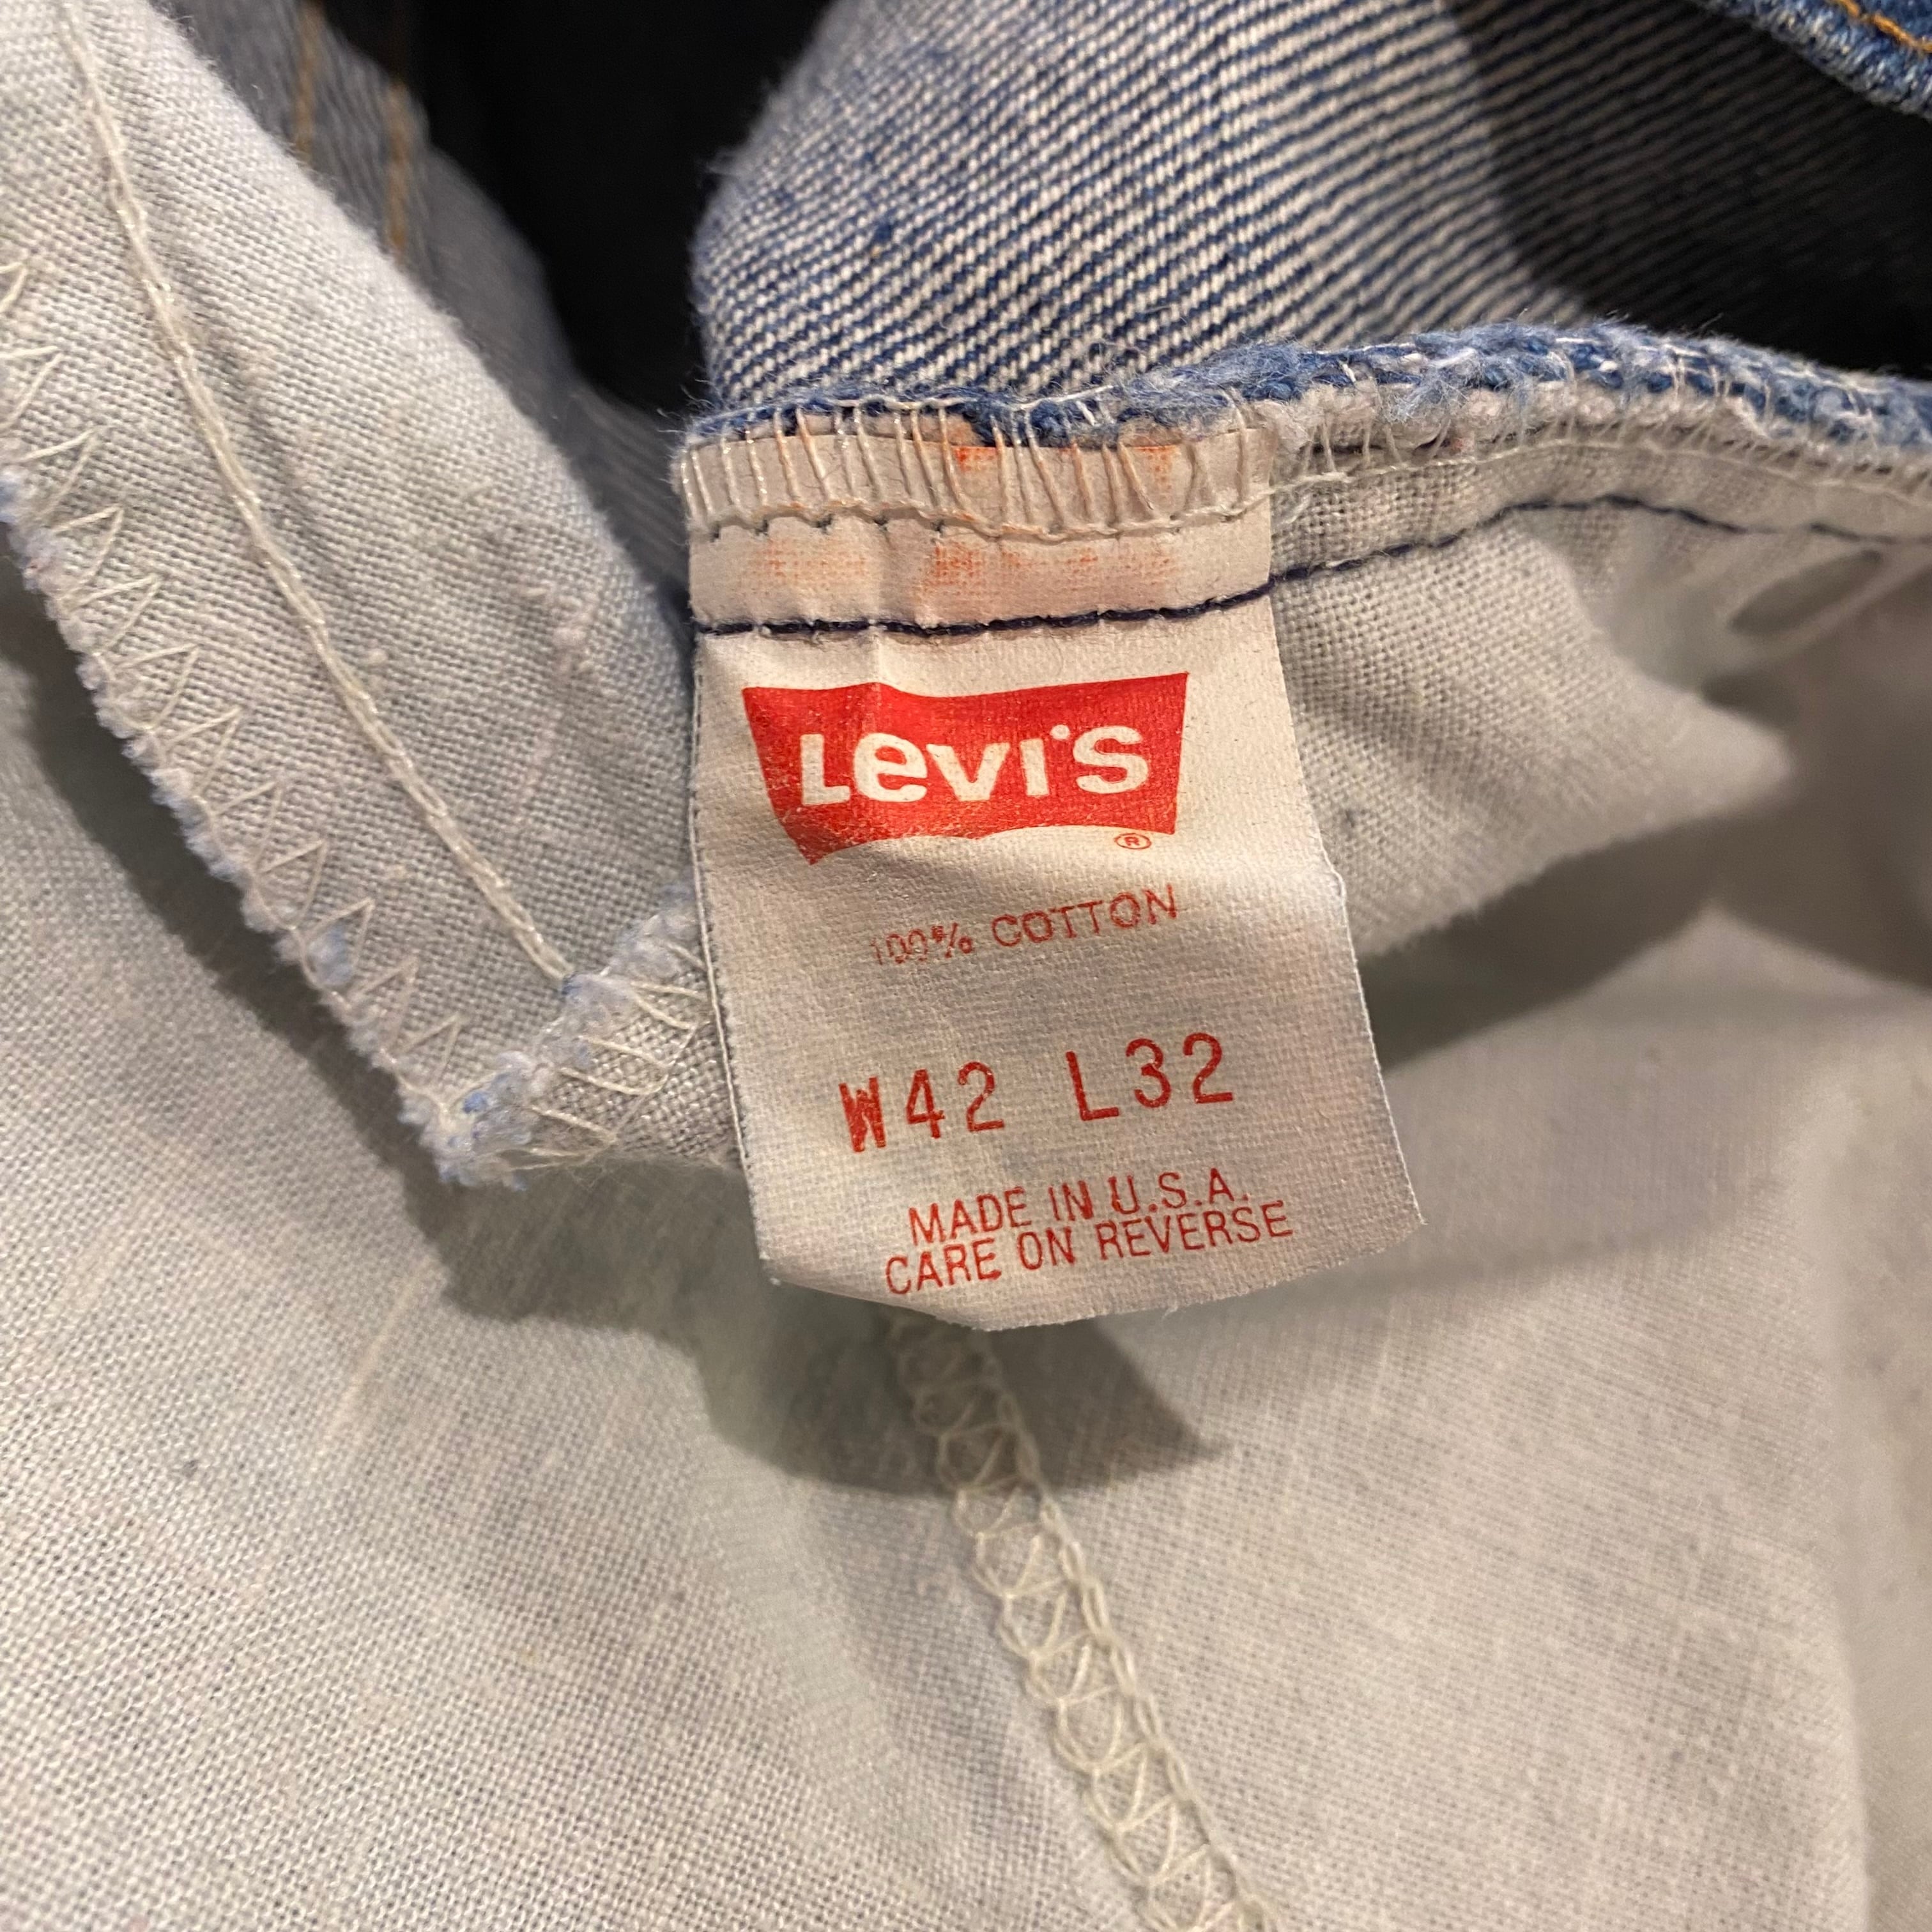 Levi's
®
100% COTTON
W42 L32
MADE IN U.S.A.
CARE ON REVERSE